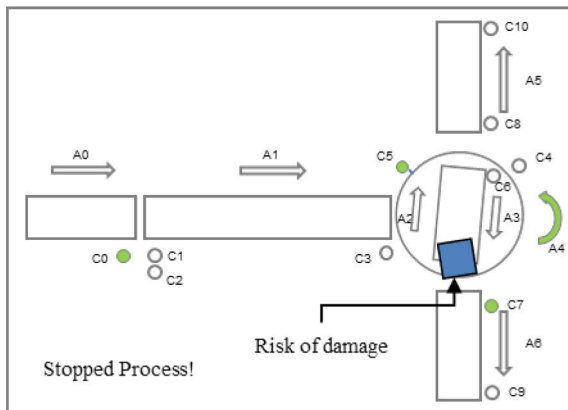 C10
A5
C8
A0
A1
C5
C4
C6
A2
A3
A4
C0
C1
C2
C3
C7
Risk of damage
A6
Stopped Process!
C9